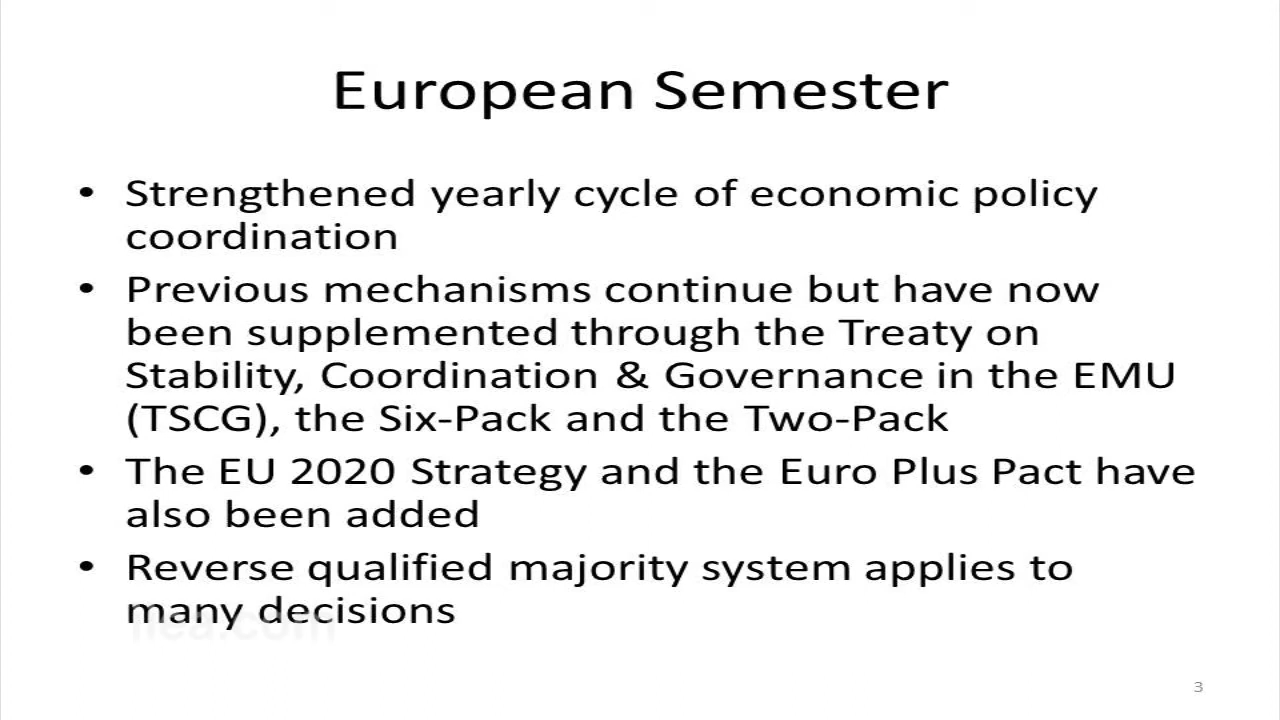 European Semester
• Strengthened yearly cycle of economic policy
coordination
• Previous mechanisms continue but have now
been supplemented through the Treaty on
Stability, Coordination & Governance in the EMU
(TSCG), the Six-Pack and the Two-Pack
• The EU 2020 Strategy and the Euro Plus Pact have
also been added
• Reverse qualified majority system applies to
many decisions
3